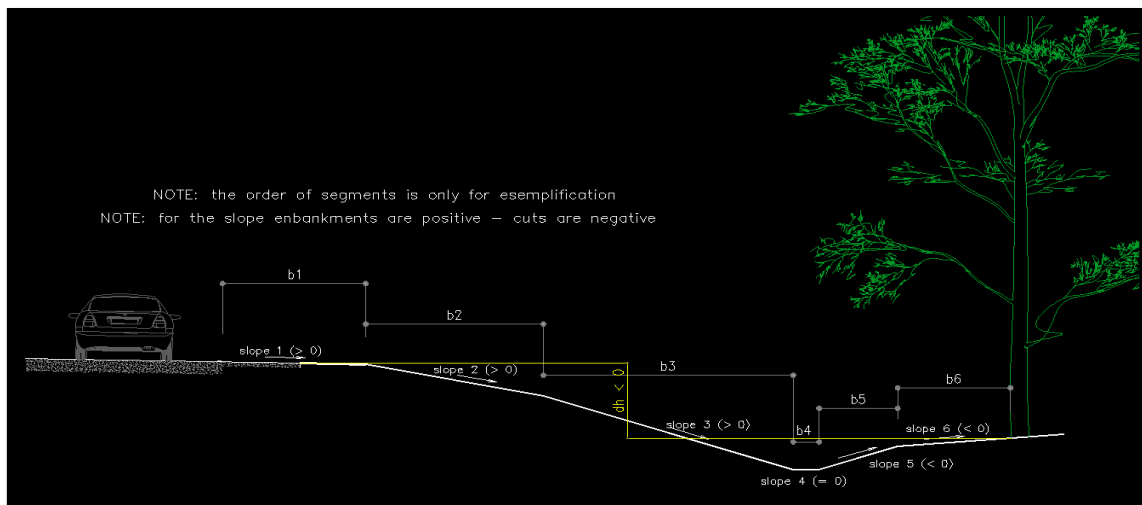 NOTE: the order of segments is only for esemplification
NOTE: for the slope enbankments are positive – cuts are negative
b1
b2
slope 1 (> 0)
slope 2 (> 0)
b3
dh < 0
b6
b5
slope 3 (> 0)
b4
slope 6 (< 0)
slope 5 (< 0)
slope 4 (= 0)